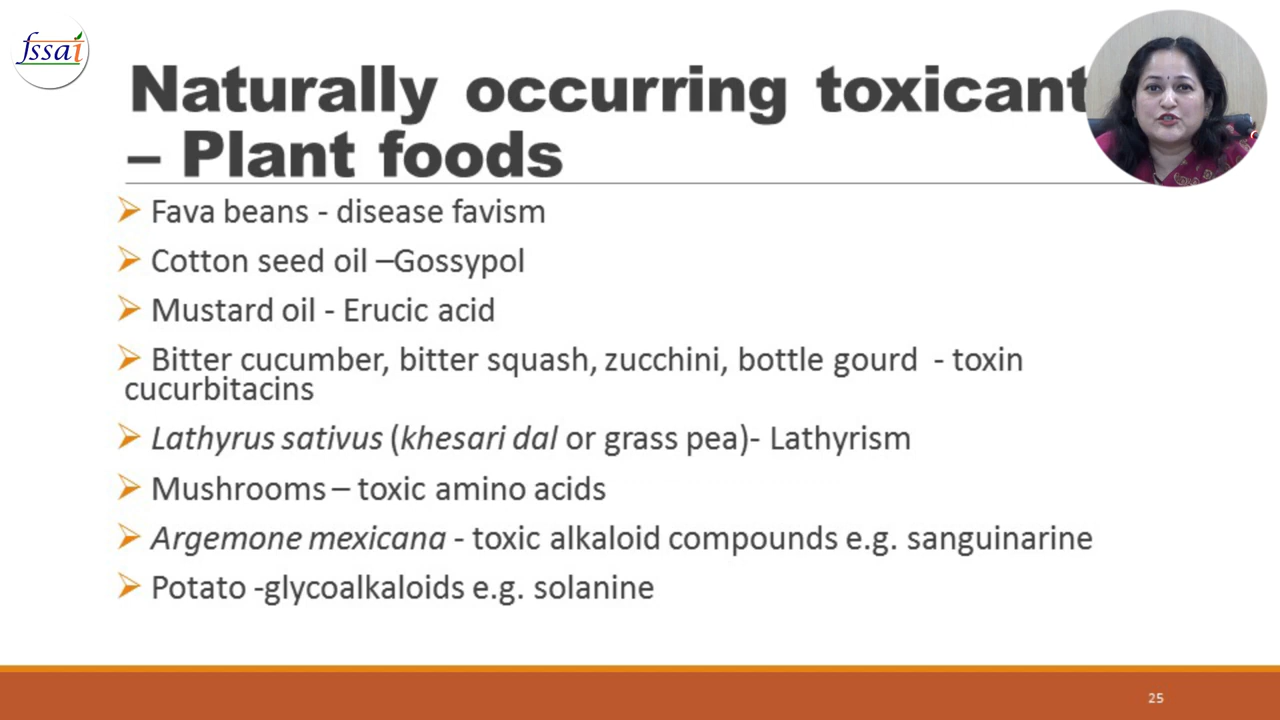 fssai
Naturally occurring toxicant
– Plant foods
➢ Fava beans - disease favism
➢ Cotton seed oil –Gossypol
➢ Mustard oil - Erucic acid
➢ Bitter cucumber, bitter squash, zucchini, bottle gourd - toxin
cucurbitacins
➢ Lathyrus sativus (khesari dal or grass pea)- Lathyrism
➢ Mushrooms – toxic amino acids
➢ Argemone mexicana - toxic alkaloid compounds e.g. sanguinarine
➢ Potato -glycoalkaloids e.g. solanine
25